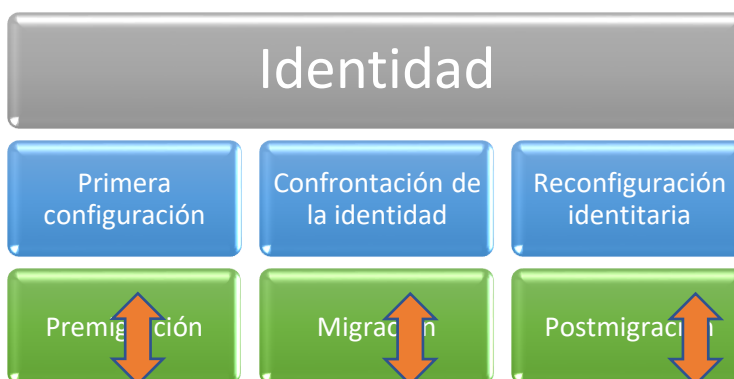 Identidad
Primera
configuración
Confrontación de
la identidad
Reconfiguración
identitaria
Premigración
Migración
Postmigración